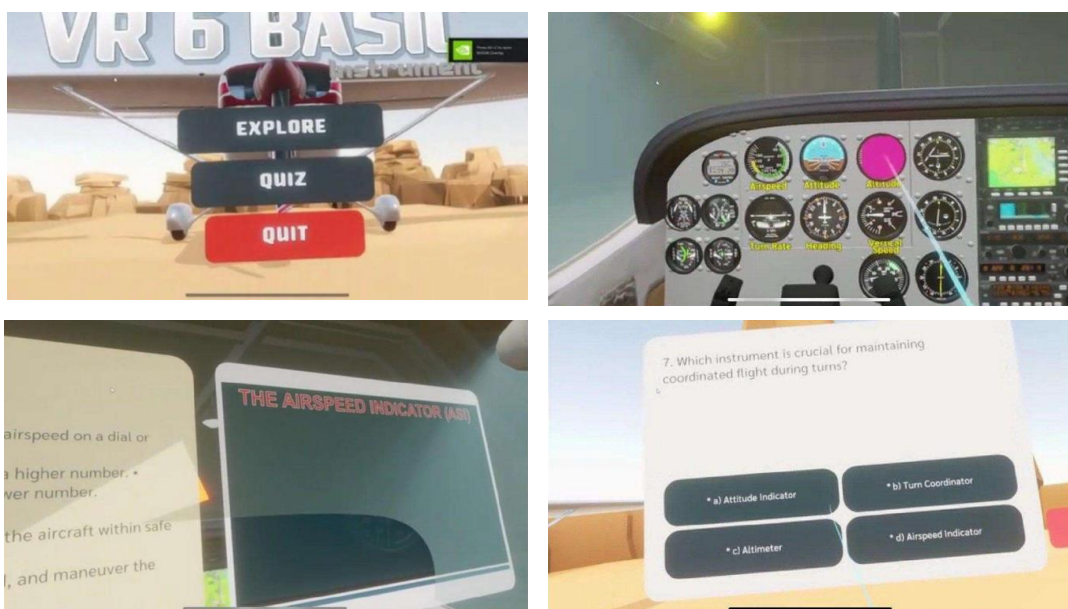 VR 6 BASIC
Instrument
EXPLORE
QUIZ
QUIT
Airspeed
Attitude
Altitude
Turn Rate
Heading
Vertical
Speed
airspeed on a dial or
a higher number. •
wer number.
the aircraft within safe
, and maneuver the
THE AIRSPEED INDICATOR (ASI)
7. Which instrument is crucial for maintaining
coordinated flight during turns?
* a) Attitude Indicator
* b) Turn Coordinator
* c) Altimeter
* d) Airspeed Indicator